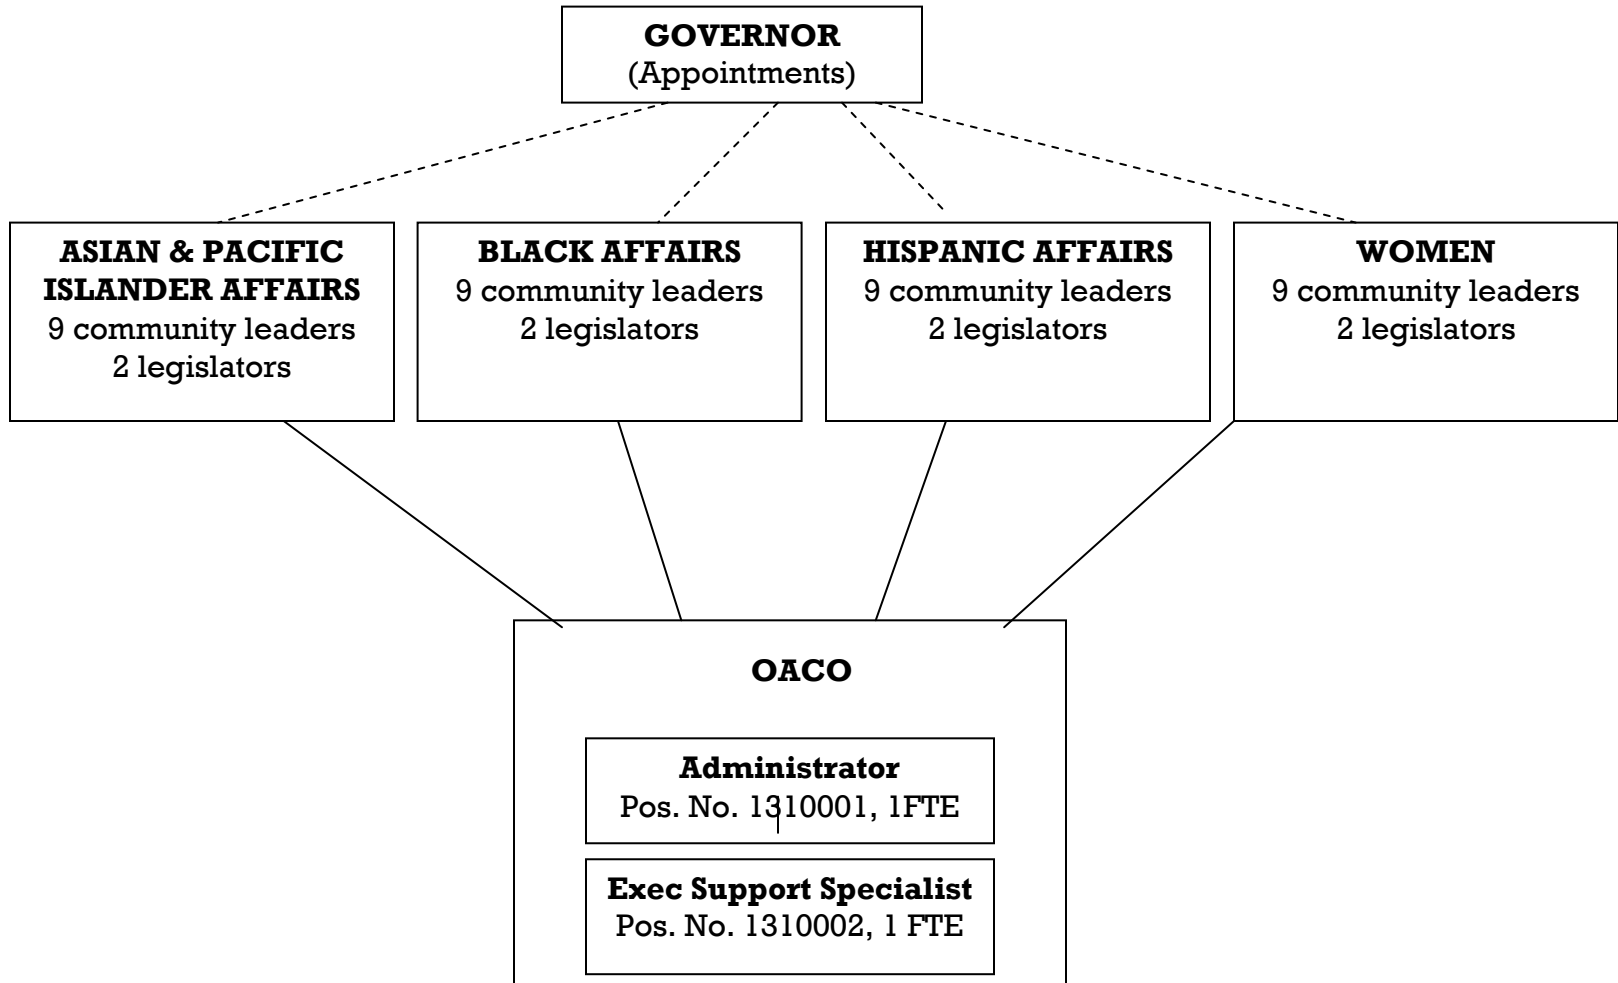 GOVERNOR
(Appointments)
ASIAN & PACIFIC
ISLANDER AFFAIRS
9 community leaders
2 legislators
BLACK AFFAIRS
9 community leaders
2 legislators
HISPANIC AFFAIRS
9 community leaders
2 legislators
WOMEN
9 community leaders
2 legislators
OACO
Administrator
Pos. No. 1310001, 1FTE
Exec Support Specialist
Pos. No. 1310002, 1 FTE